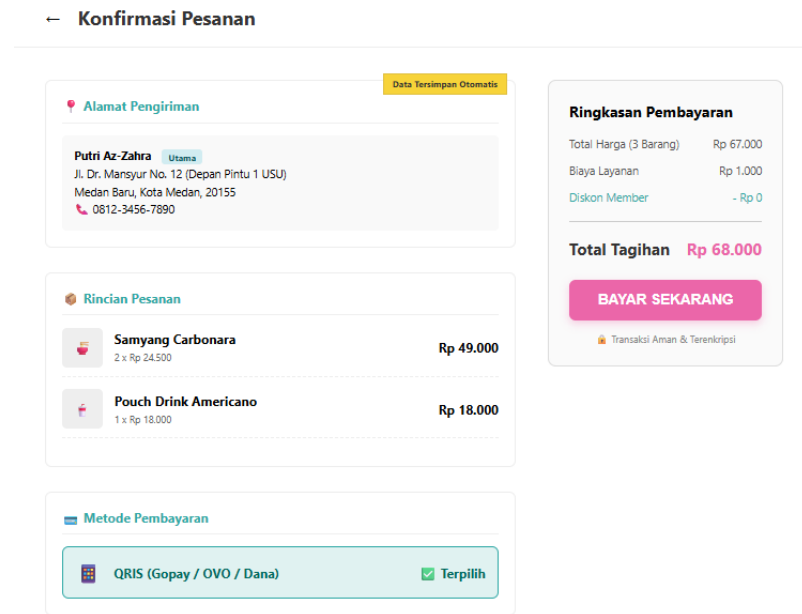 ← Konfirmasi Pesanan
Data Tersimpan Otomatis
Alamat Pengiriman
Putri Az-Zahra Utama
Jl. Dr. Mansyur No. 12 (Depan Pintu 1 USU)
Medan Baru, Kota Medan, 20155
0812-3456-7890
Rincian Pesanan
Samyang Carbonara
2 x Rp 24.500
Rp 49.000
Pouch Drink Americano
1 x Rp 18.000
Rp 18.000
Metode Pembayaran
QRIS (Gopay / OVO / Dana)
Terpilih
Ringkasan Pembayaran
Total Harga (3 Barang) Rp 67.000
Biaya Layanan Rp 1.000
Diskon Member - Rp 0
Total Tagihan Rp 68.000
BAYAR SEKARANG
Transaksi Aman & Terenkripsi